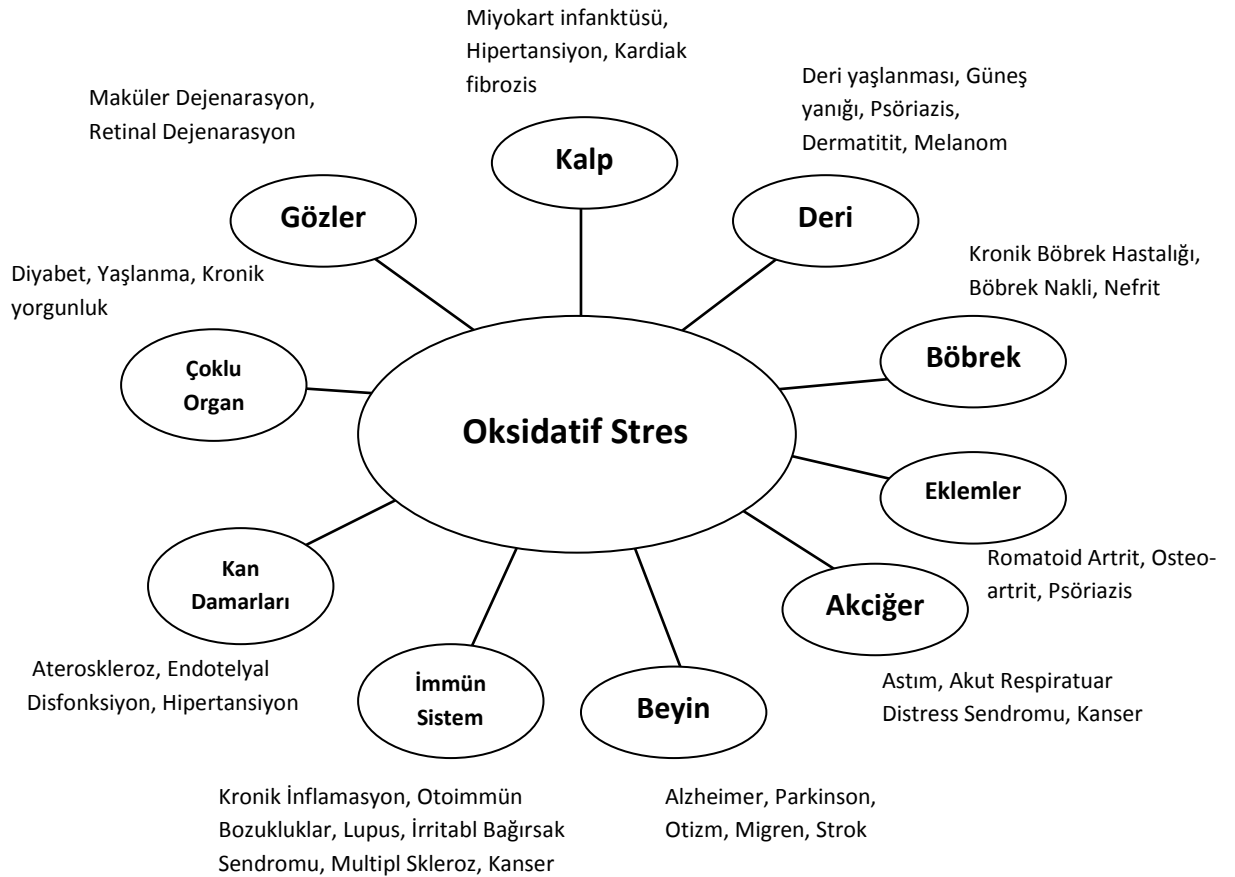 Miyokart infanktüsü,
Hipertansiyon, Kardiak
fibrozis
Kalp
Deri yaşlanması, Güneş
yanığı, Psöriazis,
Dermatitit, Melanom
Deri
Maküler Dejenarasyon,
Retinal Dejenarasyon
Gözler
Kronik Böbrek Hastalığı,
Böbrek Nakli, Nefrit
Böbrek
Diyabet, Yaşlanma, Kronik
yorgunluk
Çoklu
Organ
Oksidatif Stres
Eklemler
Romatoid Artrit, Osteo-
artrit, Psöriazis
Kan
Damarları
Ateroskleroz, Endotelyal
Disfonksiyon, Hipertansiyon
Akciğer
Astım, Akut Respiratuar
Distress Sendromu, Kanser
İmmün
Sistem
Kronik İnflamasyon, Otoimmün
Bozukluklar, Lupus, İrritabl Bağırsak
Sendromu, Multipl Skleroz, Kanser
Beyin
Alzheimer, Parkinson,
Otizm, Migren, Strok